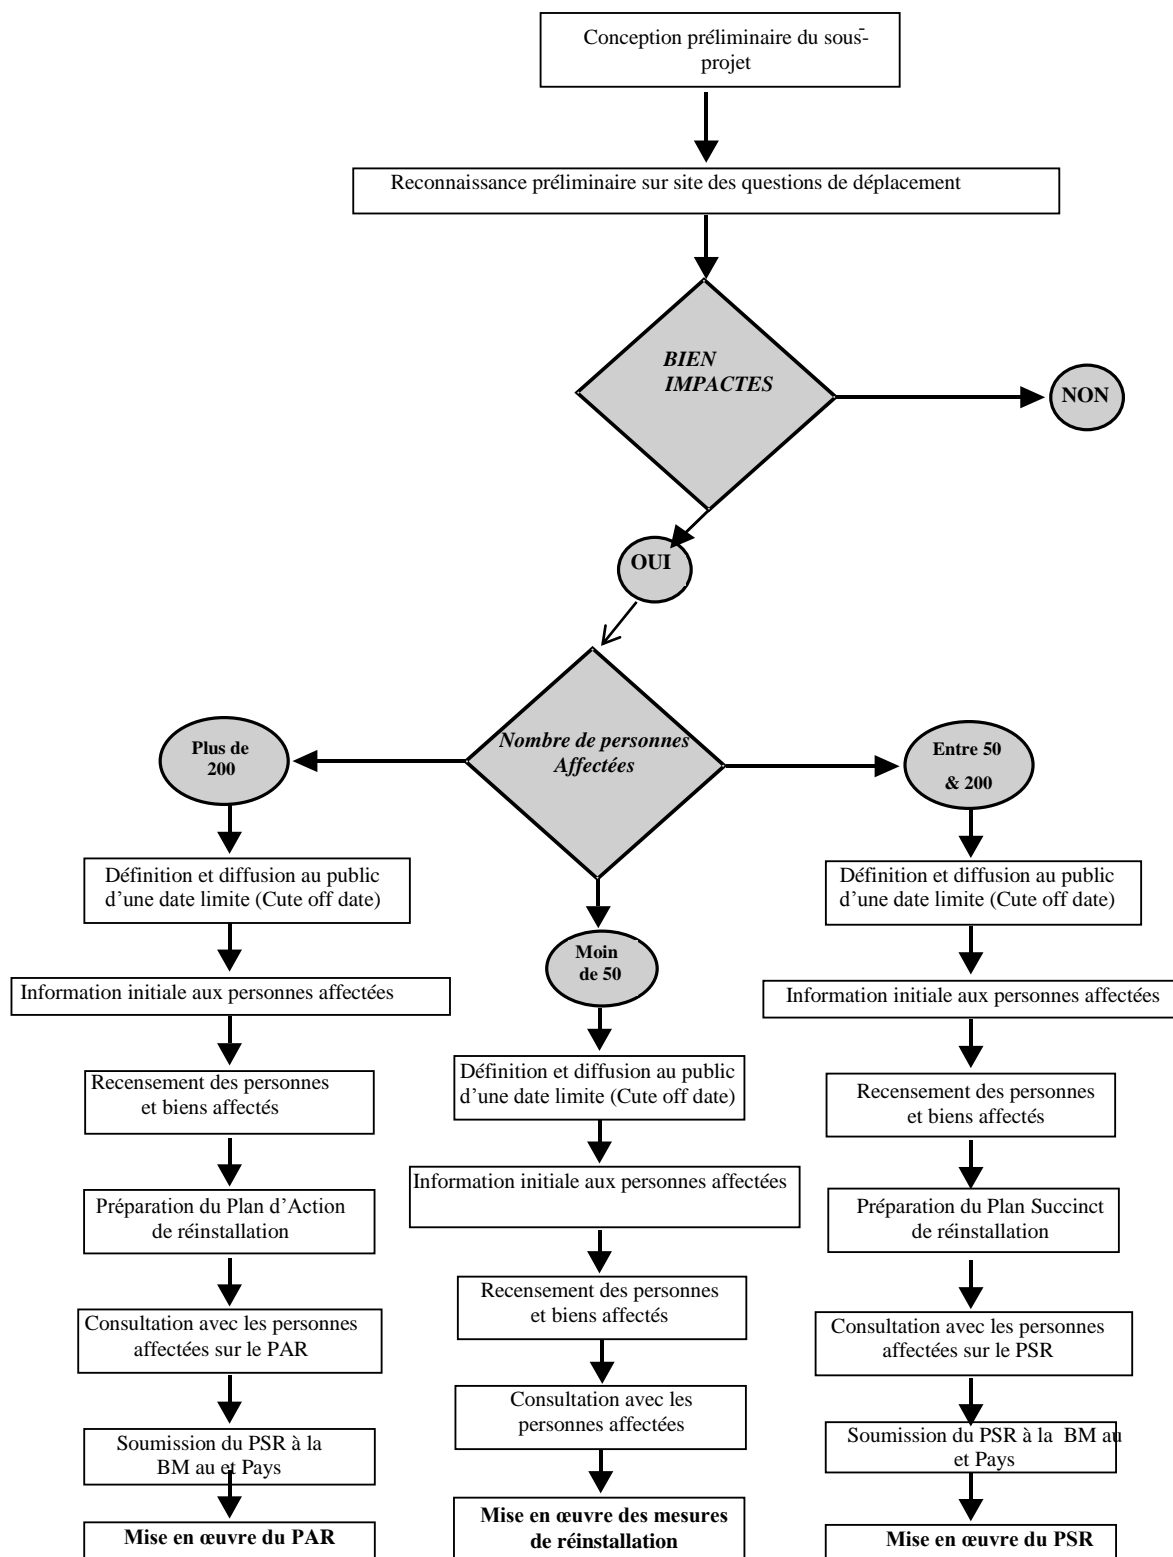 Conception préliminaire du sous-
projet
Reconnaissance préliminaire sur site des questions de déplacement
BIEN
IMPACTES
NON
OUI
Nombre de personnes
Affectées
Plus de
200
Entre 50
& 200
Moin
de 50
Définition et diffusion au public
d’une date limite (Cute off date)
Information initiale aux personnes affectées
Recensement des personnes
et biens affectés
Préparation du Plan d’Action
de réinstallation
Consultation avec les personnes
affectées sur le PAR
Soumission du PSR à la
BM au et Pays
Mise en œuvre du PAR
Définition et diffusion au public
d’une date limite (Cute off date)
Information initiale aux personnes affectées
Recensement des personnes
et biens affectés
Consultation avec les
personnes affectées
Mise en œuvre des mesures
de réinstallation
Définition et diffusion au public
d’une date limite (Cute off date)
Information initiale aux personnes affectées
Recensement des personnes
et biens affectés
Préparation du Plan Succinct
de réinstallation
Consultation avec les personnes
affectées sur le PSR
Soumission du PSR à la BM au
et Pays
Mise en œuvre du PSR